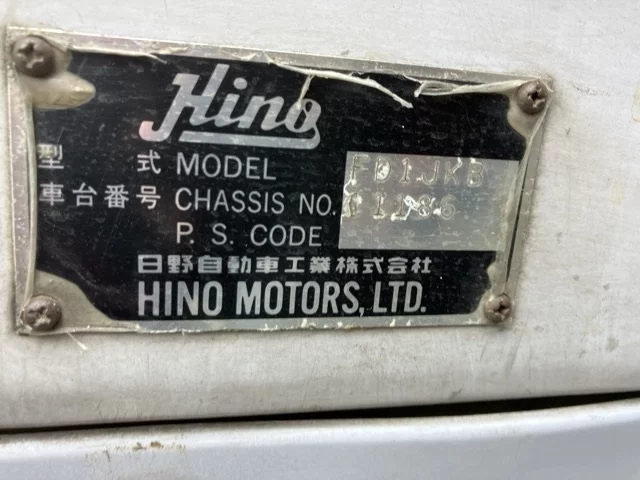 Hino
型 式 MODEL FD1JKB
車台番号 CHASSIS NO. 11186
P. S. CODE
日野自動車工業株式会社
HINO MOTORS, LTD.